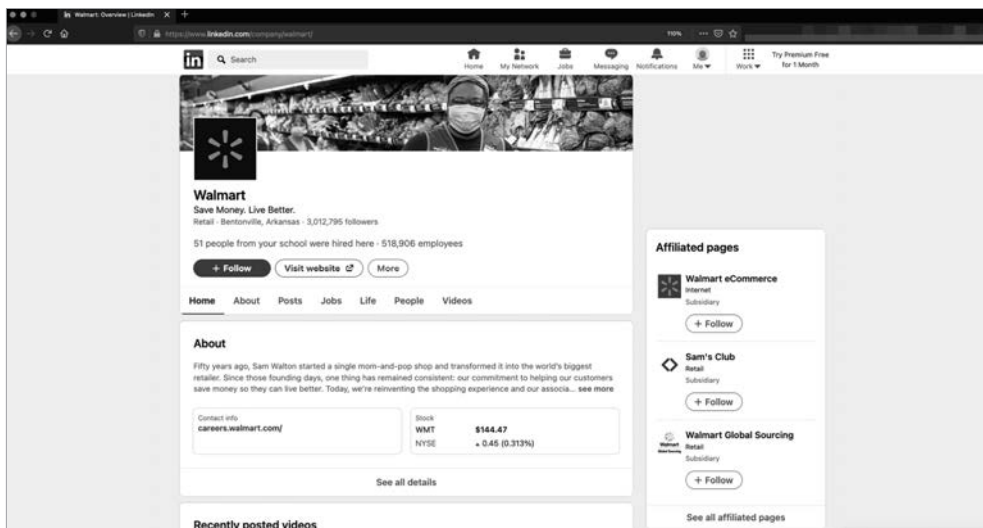 Walmart: Overview | LinkedIn
https://www.linkedin.com/company/walmart/
110%
in
Search
Home
My Network
Jobs
Messaging
Notifications
Me
Work
Try Premium Free
for 1 Month
Walmart
Save Money. Live Better.
Retail · Bentonville, Arkansas · 3,012,795 followers
51 people from your school were hired here · 518,906 employees
+ Follow
Visit website
More
Home
About
Posts
Jobs
Life
People
Videos
About
Fifty years ago, Sam Walton started a single mom-and-pop shop and transformed it into the world's biggest
retailer. Since those founding days, one thing has remained consistent: our commitment to helping our customers
save money so they can live better. Today, we're reinventing the shopping experience and our associa... see more
Contact info
careers.walmart.com/
Stock
WMT $144.47
NYSE + 0.45 (0.313%)
See all details
Recently posted videos
Affiliated pages
Walmart eCommerce
Internet
Subsidiary
+ Follow
Sam's Club
Retail
Subsidiary
+ Follow
Walmart
Global Sourcing
Walmart Global Sourcing
Retail
Subsidiary
+ Follow
See all affiliated pages